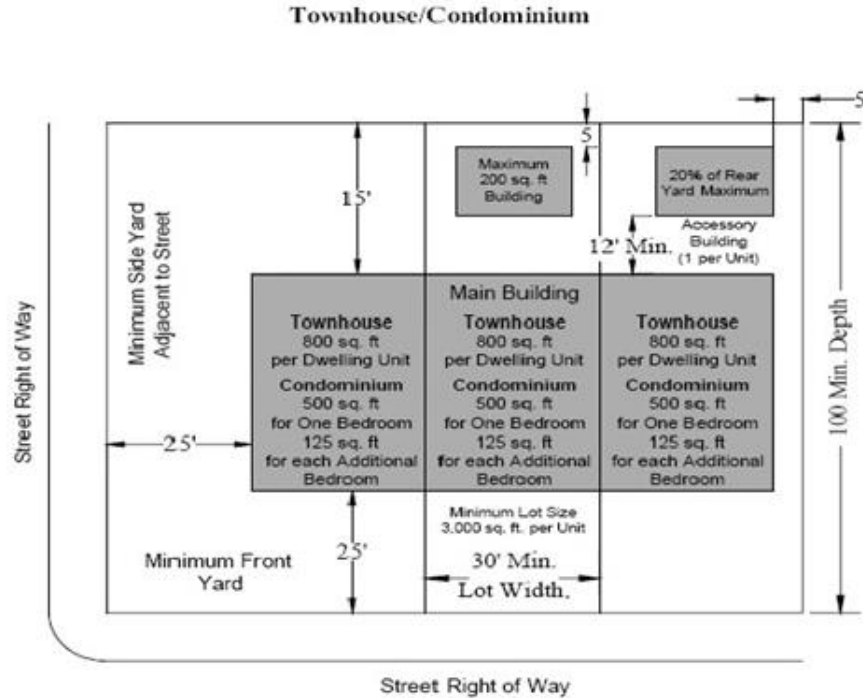 Townhouse/Condominium
5
5
Maximum
200 sq. ft
Building
20% of Rear
Yard Maximum
15'
12' Min.
Accessory
Building
(1 per Unit)
Minimum Side Yard
Adjacent to Street
Main Building
Townhouse
800 sq. ft
per Dwelling Unit
Condominium
500 sq. ft
for One Bedroom
125 sq. ft
for each Additional
Bedroom
Townhouse
800 sq. ft
per Dwelling Unit
Condominium
500 sq. ft
for One Bedroom
125 sq. ft
for each Additional
Bedroom
Townhouse
800 sq. ft
per Dwelling Unit
Condominium
500 sq. ft
for One Bedroom
125 sq. ft
for each Additional
Bedroom
100 Min. Depth
Street Right of Way
25'
25'
Minimum Lot Size
3,000 sq. ft. per Unit
Minimum Front
Yard
30' Min.
Lot Width.
Street Right of Way